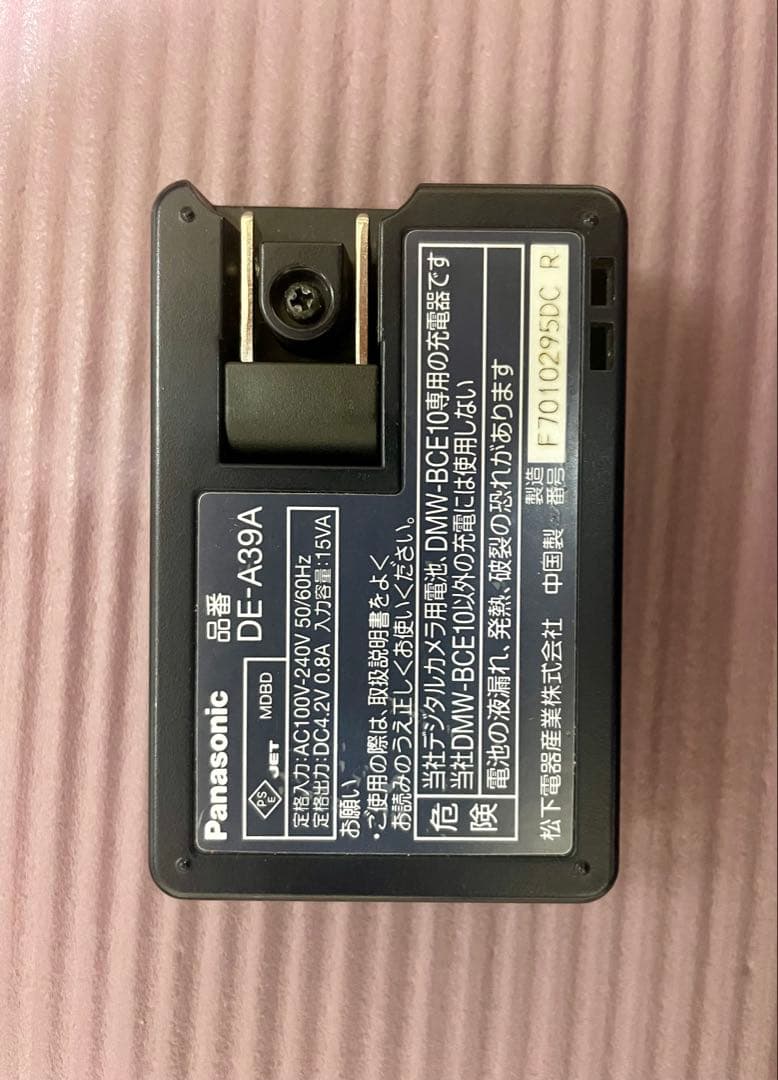 Panasonic
品番
DE-A39A
PS
E
JET
MDBD
定格入力:AC100V-240V 50/60Hz
定格出力:DC4.2V 0.8A 入力容量:15VA
お願い
・ご使用の際は、取扱説明書をよく
お読みのうえ正しくお使いください。
危険
当社デジタルカメラ用電池、DMW-BCE10専用の充電器です
当社DMW-BCE10以外の充電には使用しない
電池の液漏れ、発熱、破裂の恐れがあります
松下電器産業株式会社 中国製
製造番号
F7010295DC R